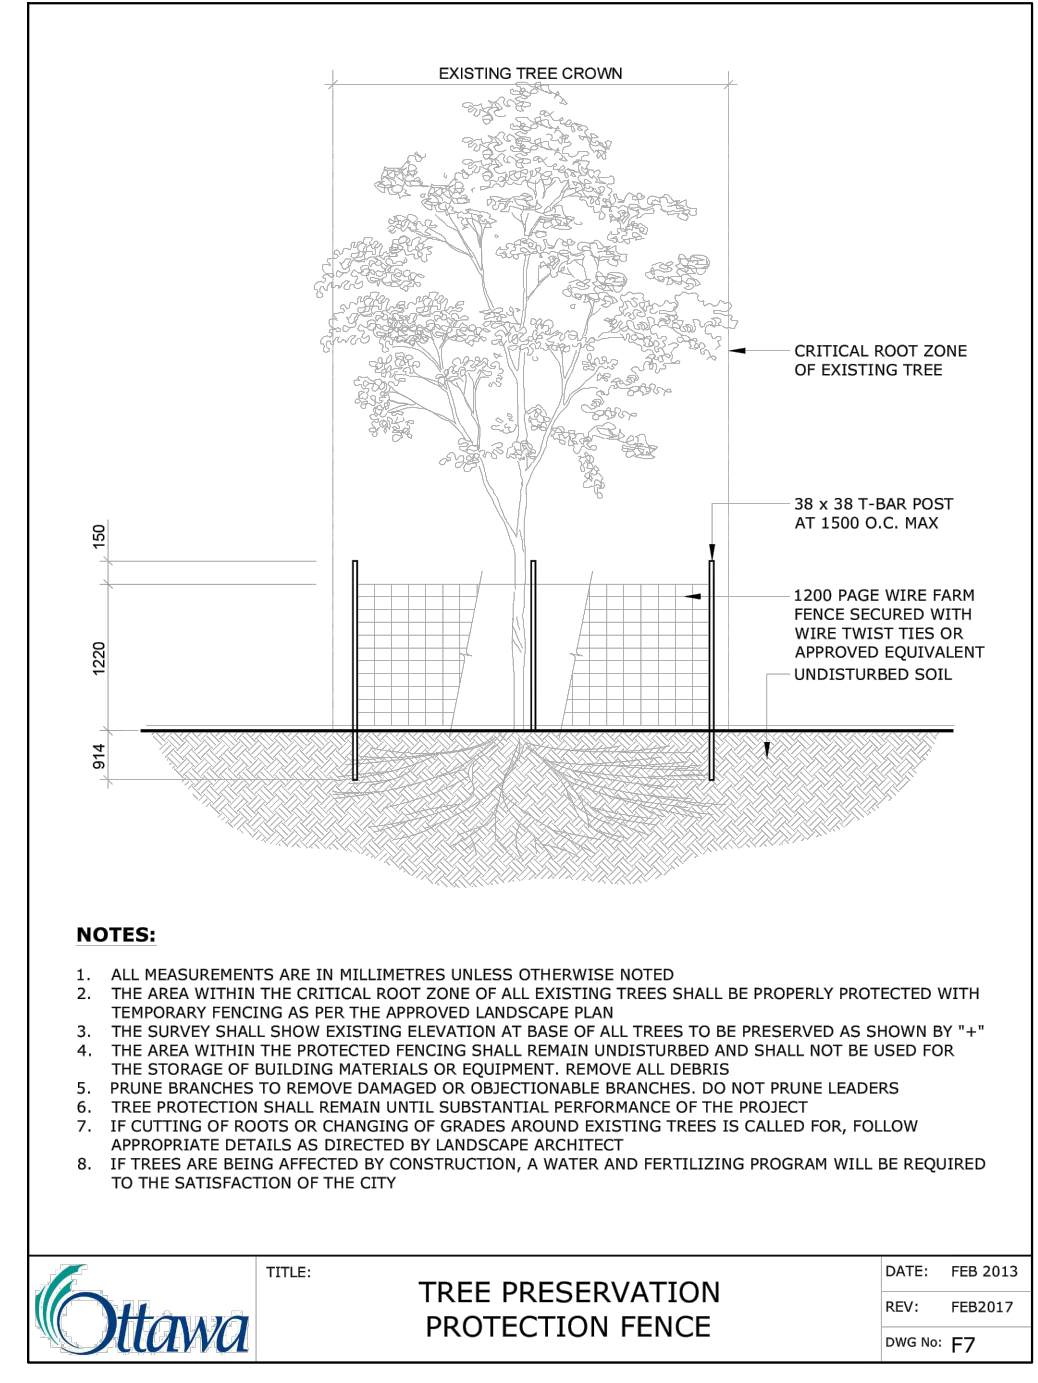 EXISTING TREE CROWN
CRITICAL ROOT ZONE
OF EXISTING TREE
38 x 38 T-BAR POST
AT 1500 O.C. MAX
150
1200 PAGE WIRE FARM
FENCE SECURED WITH
WIRE TWIST TIES OR
APPROVED EQUIVALENT
1220
UNDISTURBED SOIL
914
NOTES:
1. ALL MEASUREMENTS ARE IN MILLIMETRES UNLESS OTHERWISE NOTED
2. THE AREA WITHIN THE CRITICAL ROOT ZONE OF ALL EXISTING TREES SHALL BE PROPERLY PROTECTED WITH
TEMPORARY FENCING AS PER THE APPROVED LANDSCAPE PLAN
3. THE SURVEY SHALL SHOW EXISTING ELEVATION AT BASE OF ALL TREES TO BE PRESERVED AS SHOWN BY "+"
4. THE AREA WITHIN THE PROTECTED FENCING SHALL REMAIN UNDISTURBED AND SHALL NOT BE USED FOR
THE STORAGE OF BUILDING MATERIALS OR EQUIPMENT. REMOVE ALL DEBRIS
5. PRUNE BRANCHES TO REMOVE DAMAGED OR OBJECTIONABLE BRANCHES. DO NOT PRUNE LEADERS
6. TREE PROTECTION SHALL REMAIN UNTIL SUBSTANTIAL PERFORMANCE OF THE PROJECT
7. IF CUTTING OF ROOTS OR CHANGING OF GRADES AROUND EXISTING TREES IS CALLED FOR, FOLLOW
APPROPRIATE DETAILS AS DIRECTED BY LANDSCAPE ARCHITECT
8. IF TREES ARE BEING AFFECTED BY CONSTRUCTION, A WATER AND FERTILIZING PROGRAM WILL BE REQUIRED
TO THE SATISFACTION OF THE CITY
Ottawa
TITLE:
TREE PRESERVATION
PROTECTION FENCE
DATE: FEB 2013
REV: FEB2017
DWG No: F7